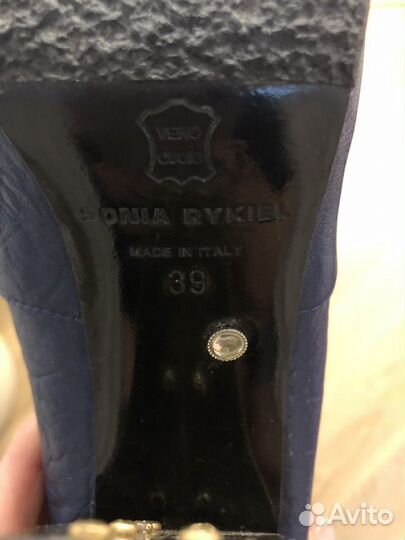 VERO
CUOIO
SONIA RYKIEL
MADE IN ITALY
39
Avito